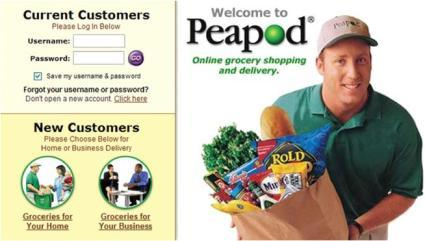 Current Customers
Please Log In Below
Username:
Password:
GO
Save my username & password
Forgot your username or password?
Don't open a new account. Click here
New Customers
Please Choose Below for
Home or Business Delivery
Groceries for
Your Home
Groceries for
Your Business
Welcome to
Peapod®
Online grocery shopping
and delivery.
Peapod
ROLD